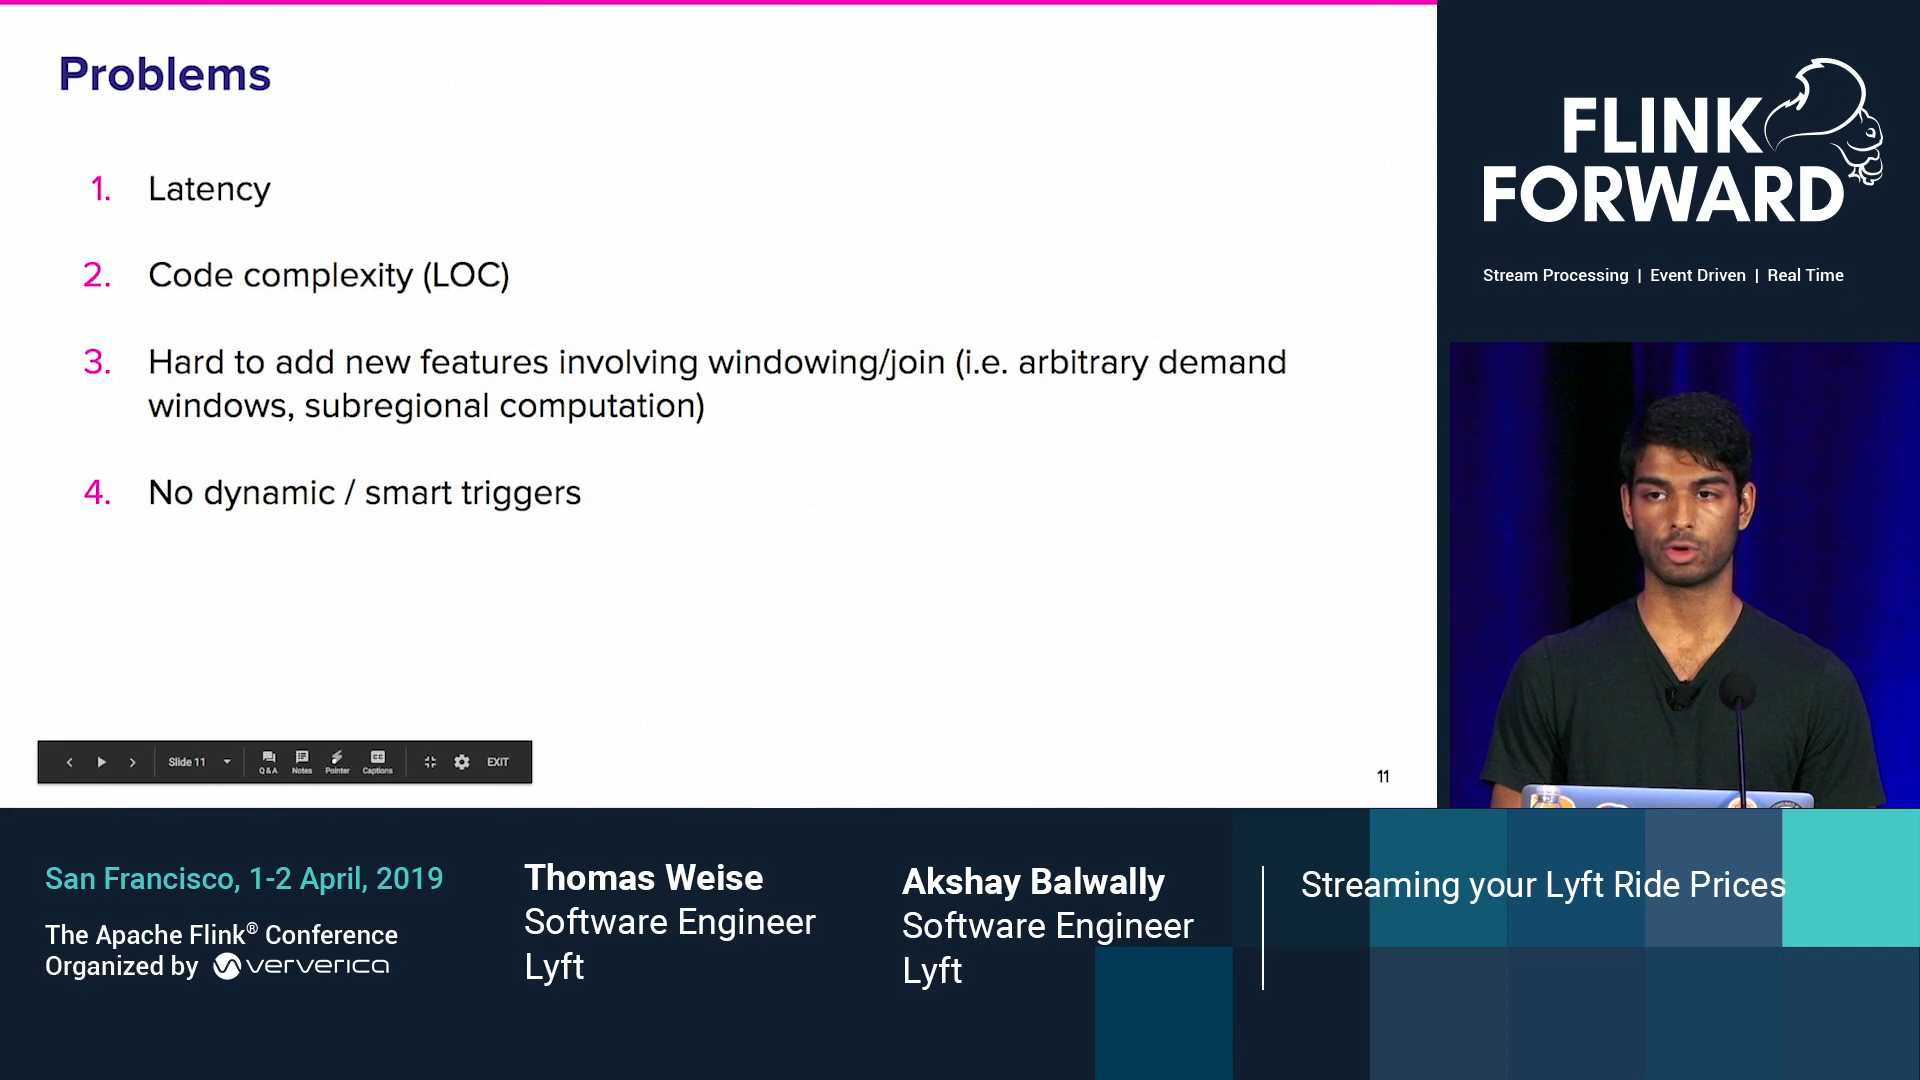 Problems
1. Latency
2. Code complexity (LOC)
3. Hard to add new features involving windowing/join (i.e. arbitrary demand
windows, subregional computation)
4. No dynamic / smart triggers
Slide 11
Q & A
Notes
Pointer
CC
Captions
EXIT
11
FLINK
FORWARD
Stream Processing | Event Driven | Real Time
San Francisco, 1-2 April, 2019
The Apache Flink® Conference
Organized by ververica
Thomas Weise
Software Engineer
Lyft
Akshay Balwally
Software Engineer
Lyft
Streaming your Lyft Ride Prices